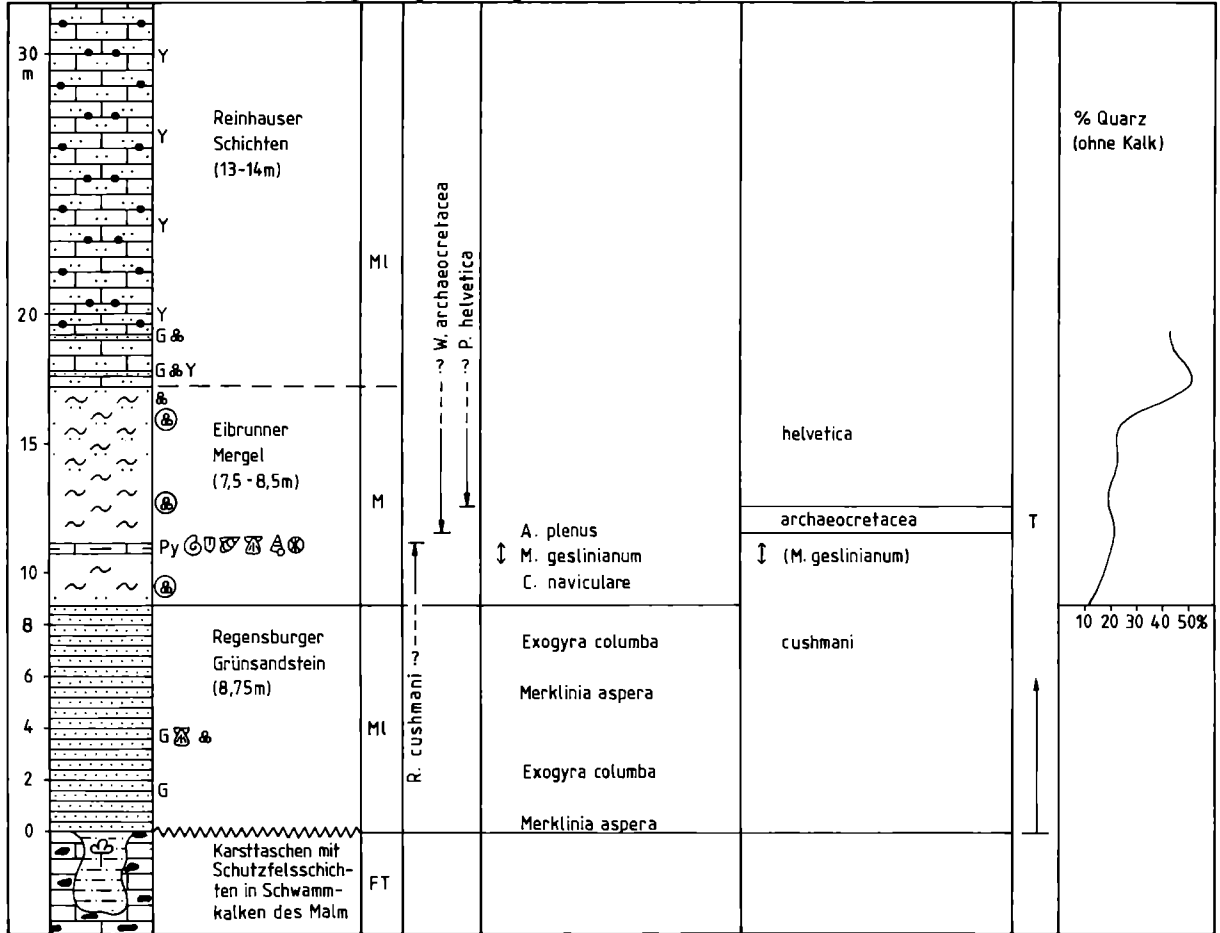 30
m
20
15
10
8
6
4
2
0
Y
Y
Y
Y
G
G Y
Py
G
G
Reinhauser
Schichten
(13-14m)
Eibrunner
Mergel
(7,5-8,5m)
Regensburger
Grünsandstein
(8,75m)
Karsttaschen mit
Schutzfelsschich-
ten in Schwamm-
kalken des Malm
Ml
M
Ml
FT
R. cushmani ?
? W. archaeocretacea
? P. helvetica
A. plenus
↕ M. geslinianum
C. naviculare
Exogyra columba
Merklinia aspera
Exogyra columba
Merklinia aspera
helvetica
archaeocretacea
↕ (M. geslinianum)
cushmani
T
% Quarz
(ohne Kalk)
10 20 30 40 50%